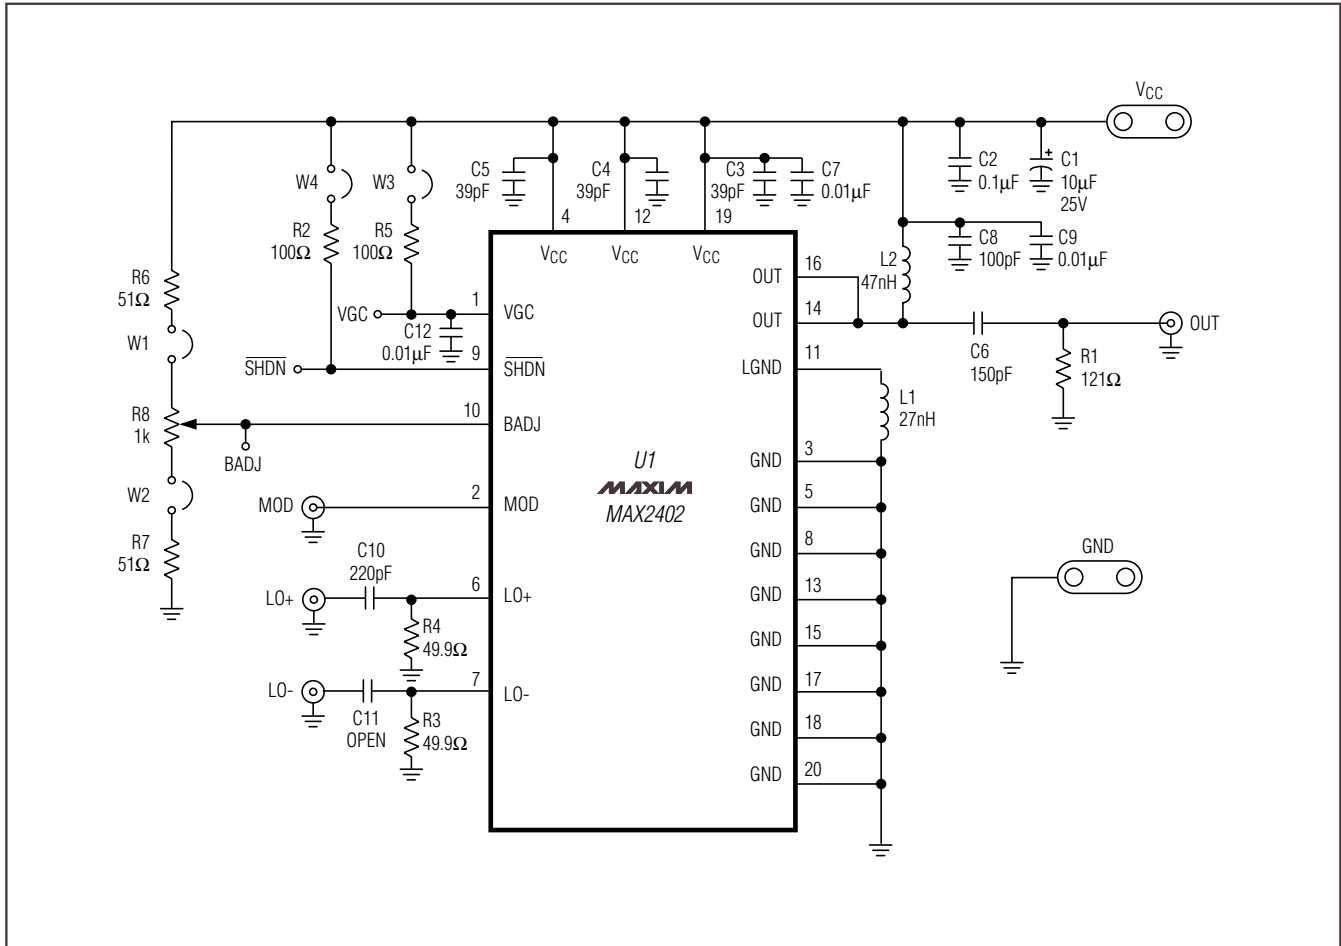 VCC
C5
39pF
C4
39pF
C3
39pF
C7
0.01µF
C2
0.1µF
+
C1
10µF
25V
W4
W3
4
12
19
R2
100Ω
R5
100Ω
VCC
VCC
VCC
C8
100pF
C9
0.01µF
L2
47nH
R6
51Ω
16
OUT
1
VGC
VGC
C12
0.01µF
14
OUT
OUT
W1
C6
150pF
R1
121Ω
SHDN
9
SHDN
11
LGND
L1
27nH
R8
1k
10
BADJ
BADJ
3
GND
U1
MAXIM
MAX2402
W2
MOD
2
MOD
5
GND
R7
51Ω
8
GND
GND
C10
220pF
LO+
6
LO+
13
GND
R4
49.9Ω
15
GND
LO-
7
LO-
17
GND
C11
OPEN
R3
49.9Ω
18
GND
20
GND